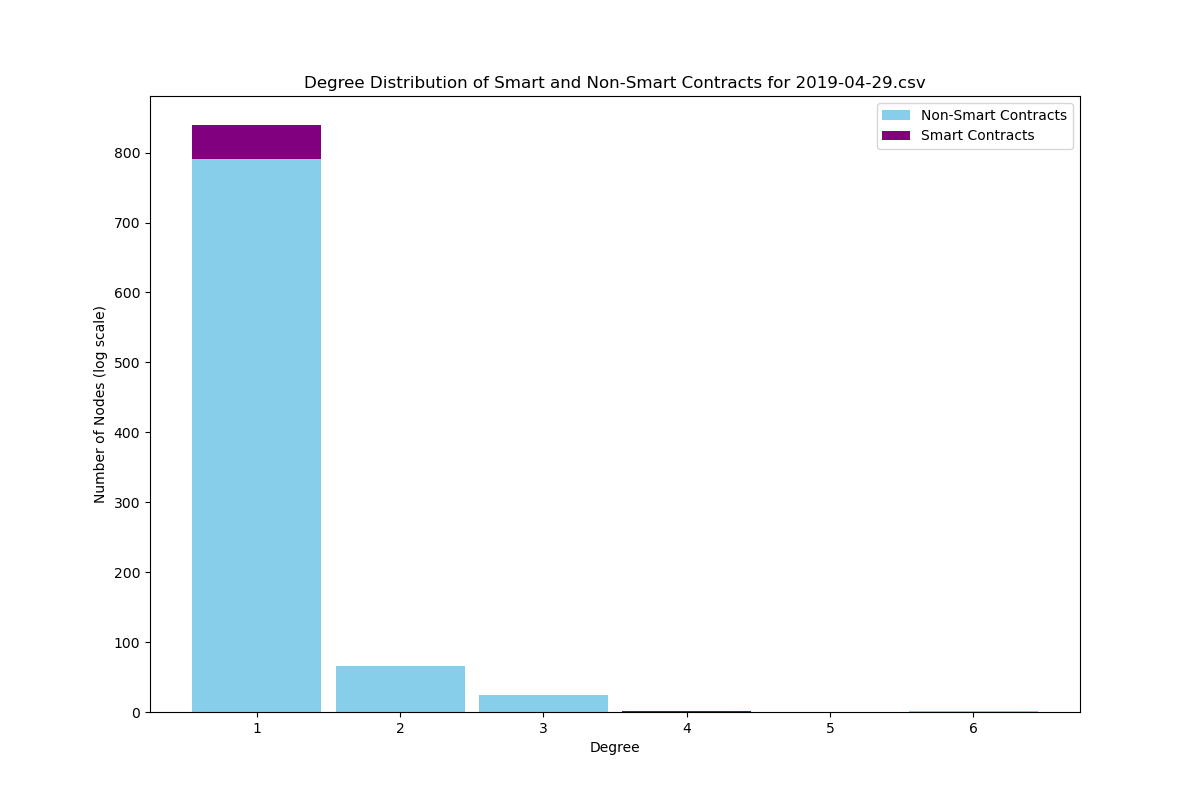 Degree Distribution of Smart and Non-Smart Contracts for 2019-04-29.csv
Non-Smart Contracts
Smart Contracts
800
700
600
500
400
300
200
100
0
Number of Nodes (log scale)
1 2 3 4 5 6
Degree